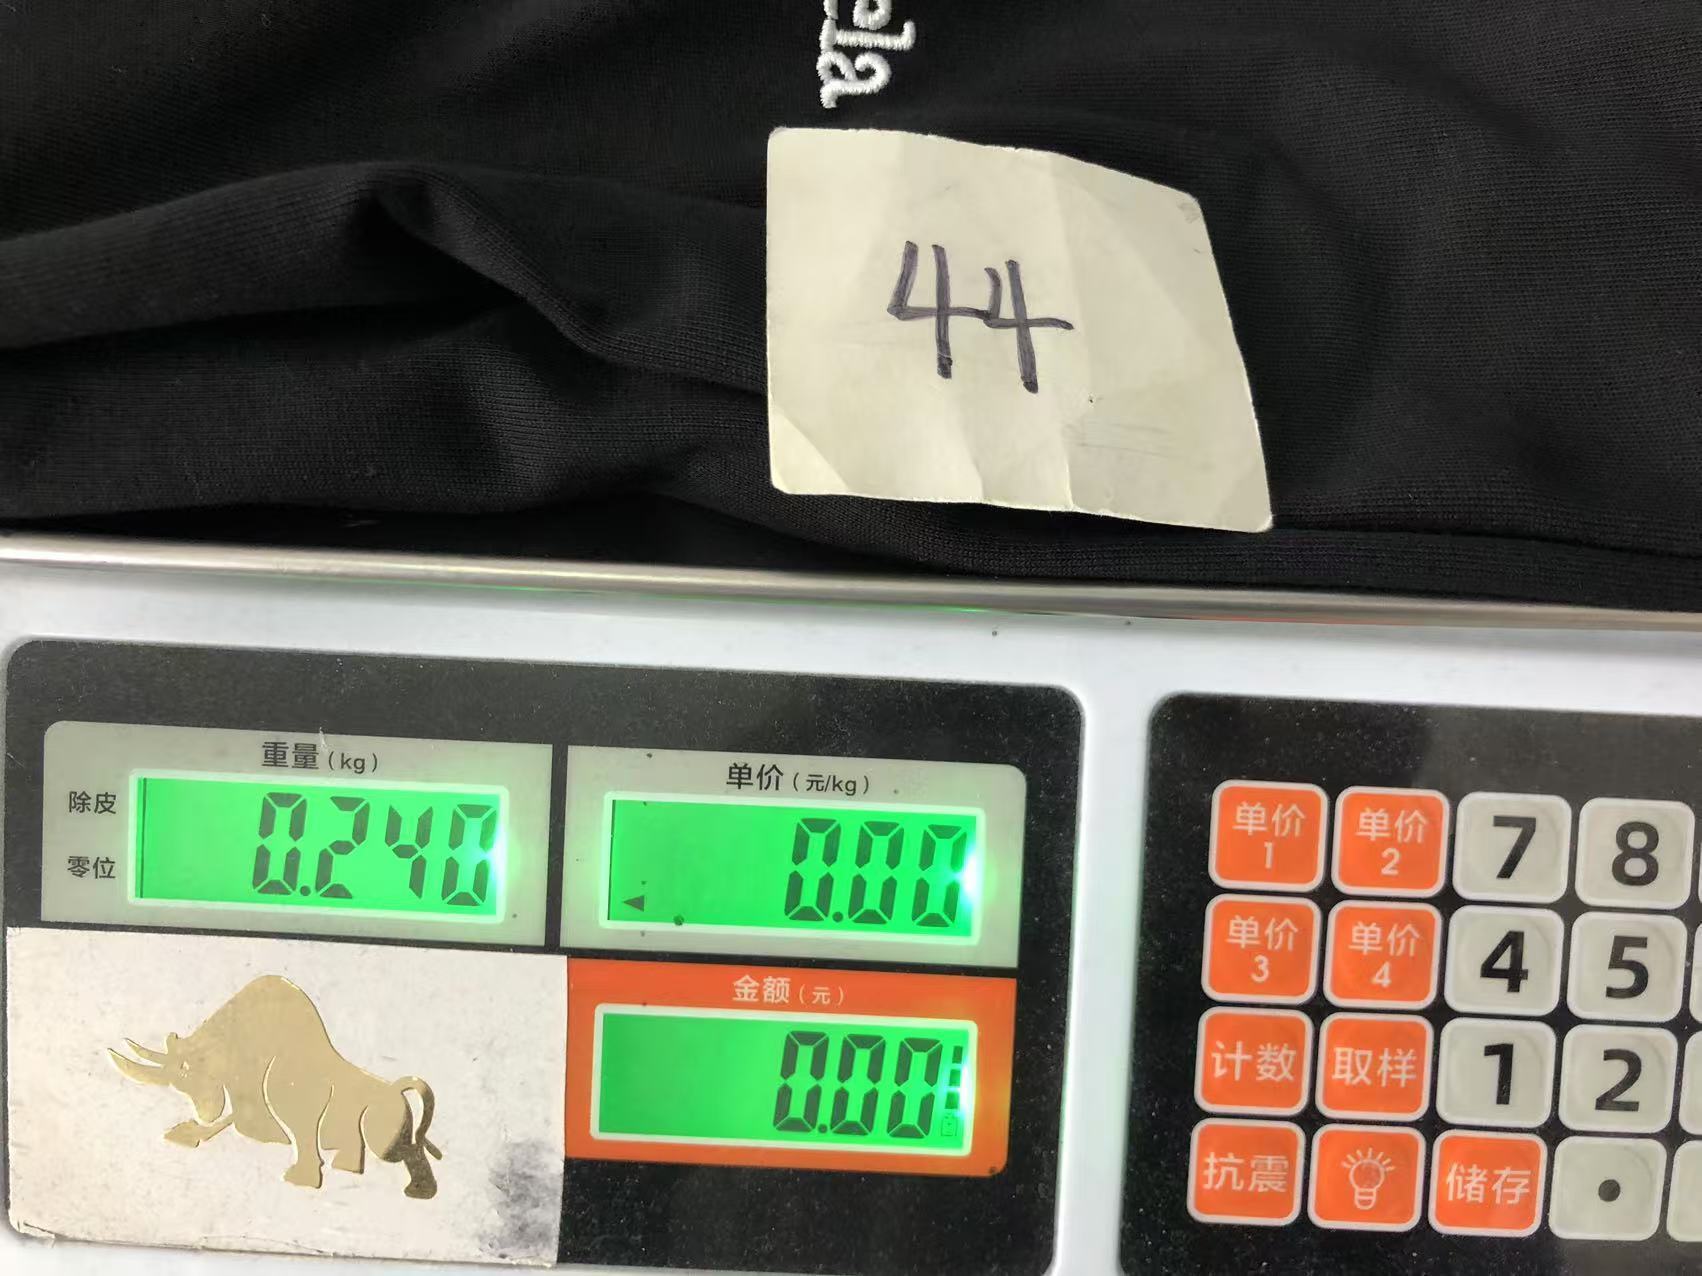 ela
44
重量（kg）
除皮
零位
0.240
单价（元/kg）
0.00
金额（元）
0.00
单价1
单价2
7
8
单价3
单价4
4
5
计数
取样
1
2
抗震
储存
.